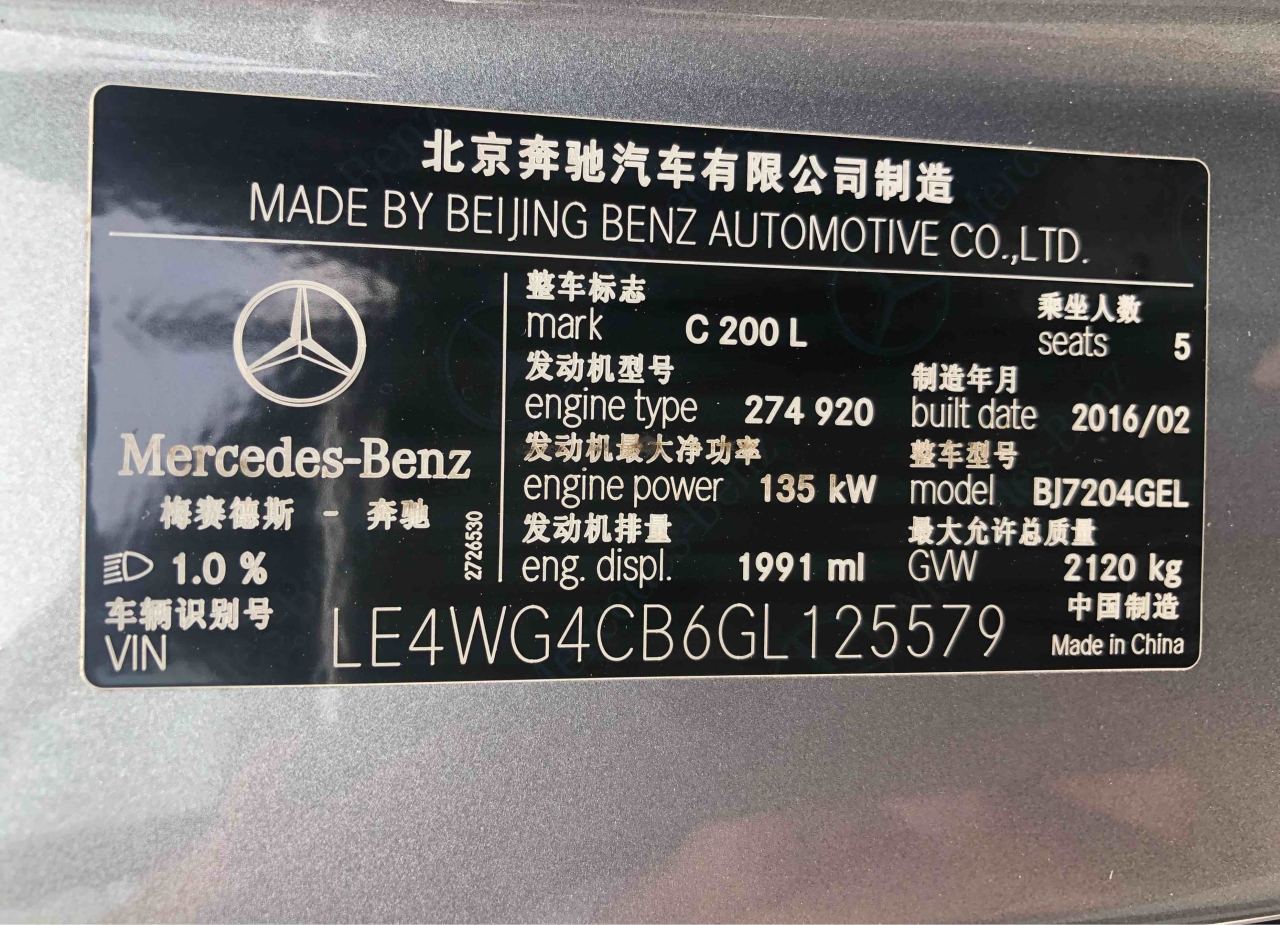 北京奔驰汽车有限公司制造
MADE BY BEIJING BENZ AUTOMOTIVE CO.,LTD.
Mercedes-Benz
梅赛德斯 - 奔驰
2726530
1.0 %
整车标志
mark C 200 L
乘坐人数
seats 5
发动机型号
engine type 274 920
制造年月
built date 2016/02
发动机最大净功率
engine power 135 kW
整车型号
model BJ7204GEL
发动机排量
eng. displ. 1991 ml
最大允许总质量
GVW 2120 kg
车辆识别号
VIN LE4WG4CB6GL125579
中国制造
Made in China